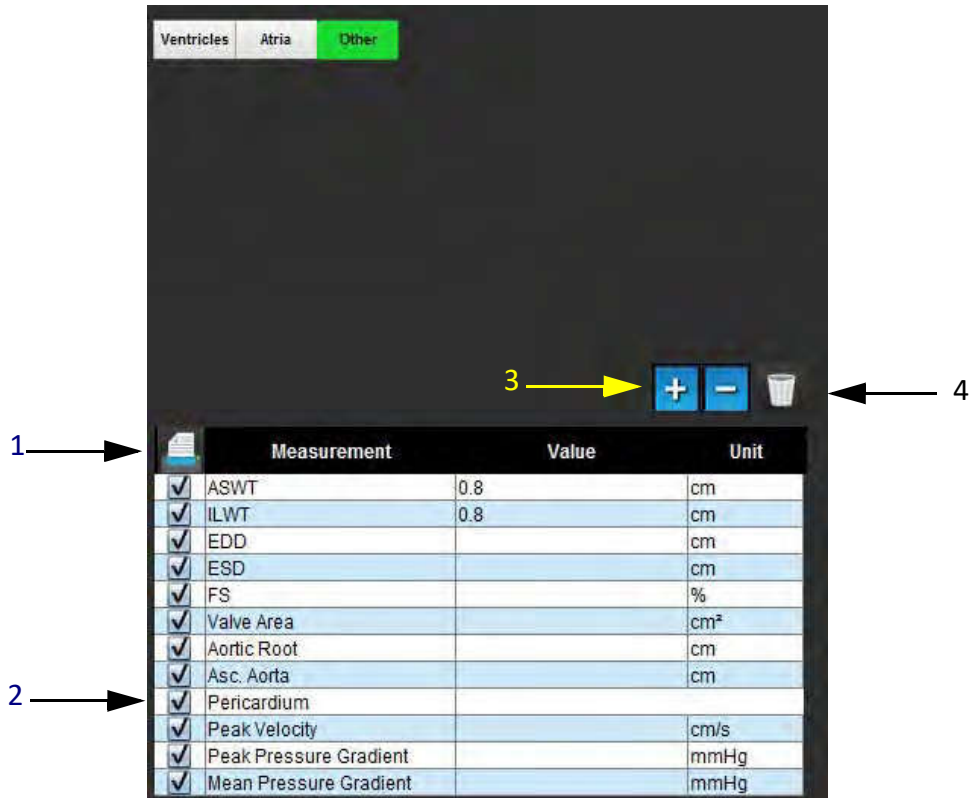 Ventricles Atria Other
3
4
1 Measurement Value Unit
ASWT 0.8 cm
ILWT 0.8 cm
EDD cm
ESD cm
FS %
Valve Area cm²
Aortic Root cm
Asc. Aorta cm
2 Pericardium
Peak Velocity cm/s
Peak Pressure Gradient mmHg
Mean Pressure Gradient mmHg